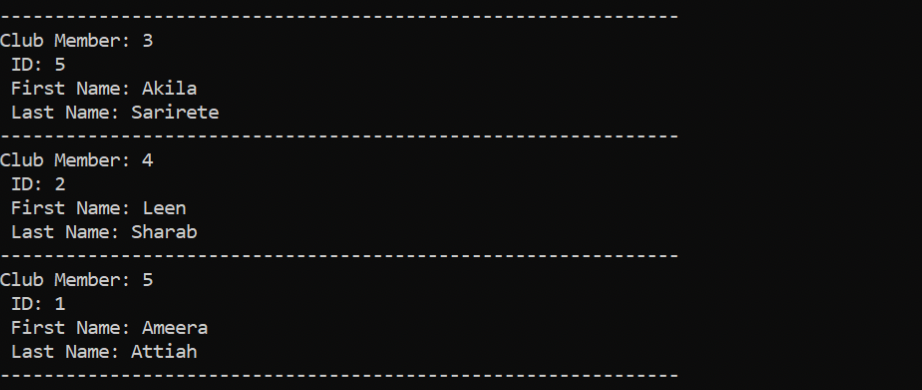 --------------------------------------------------------------
Club Member: 3
 ID: 5
 First Name: Akila
 Last Name: Sarirete
--------------------------------------------------------------
Club Member: 4
 ID: 2
 First Name: Leen
 Last Name: Sharab
--------------------------------------------------------------
Club Member: 5
 ID: 1
 First Name: Ameera
 Last Name: Attiah
--------------------------------------------------------------